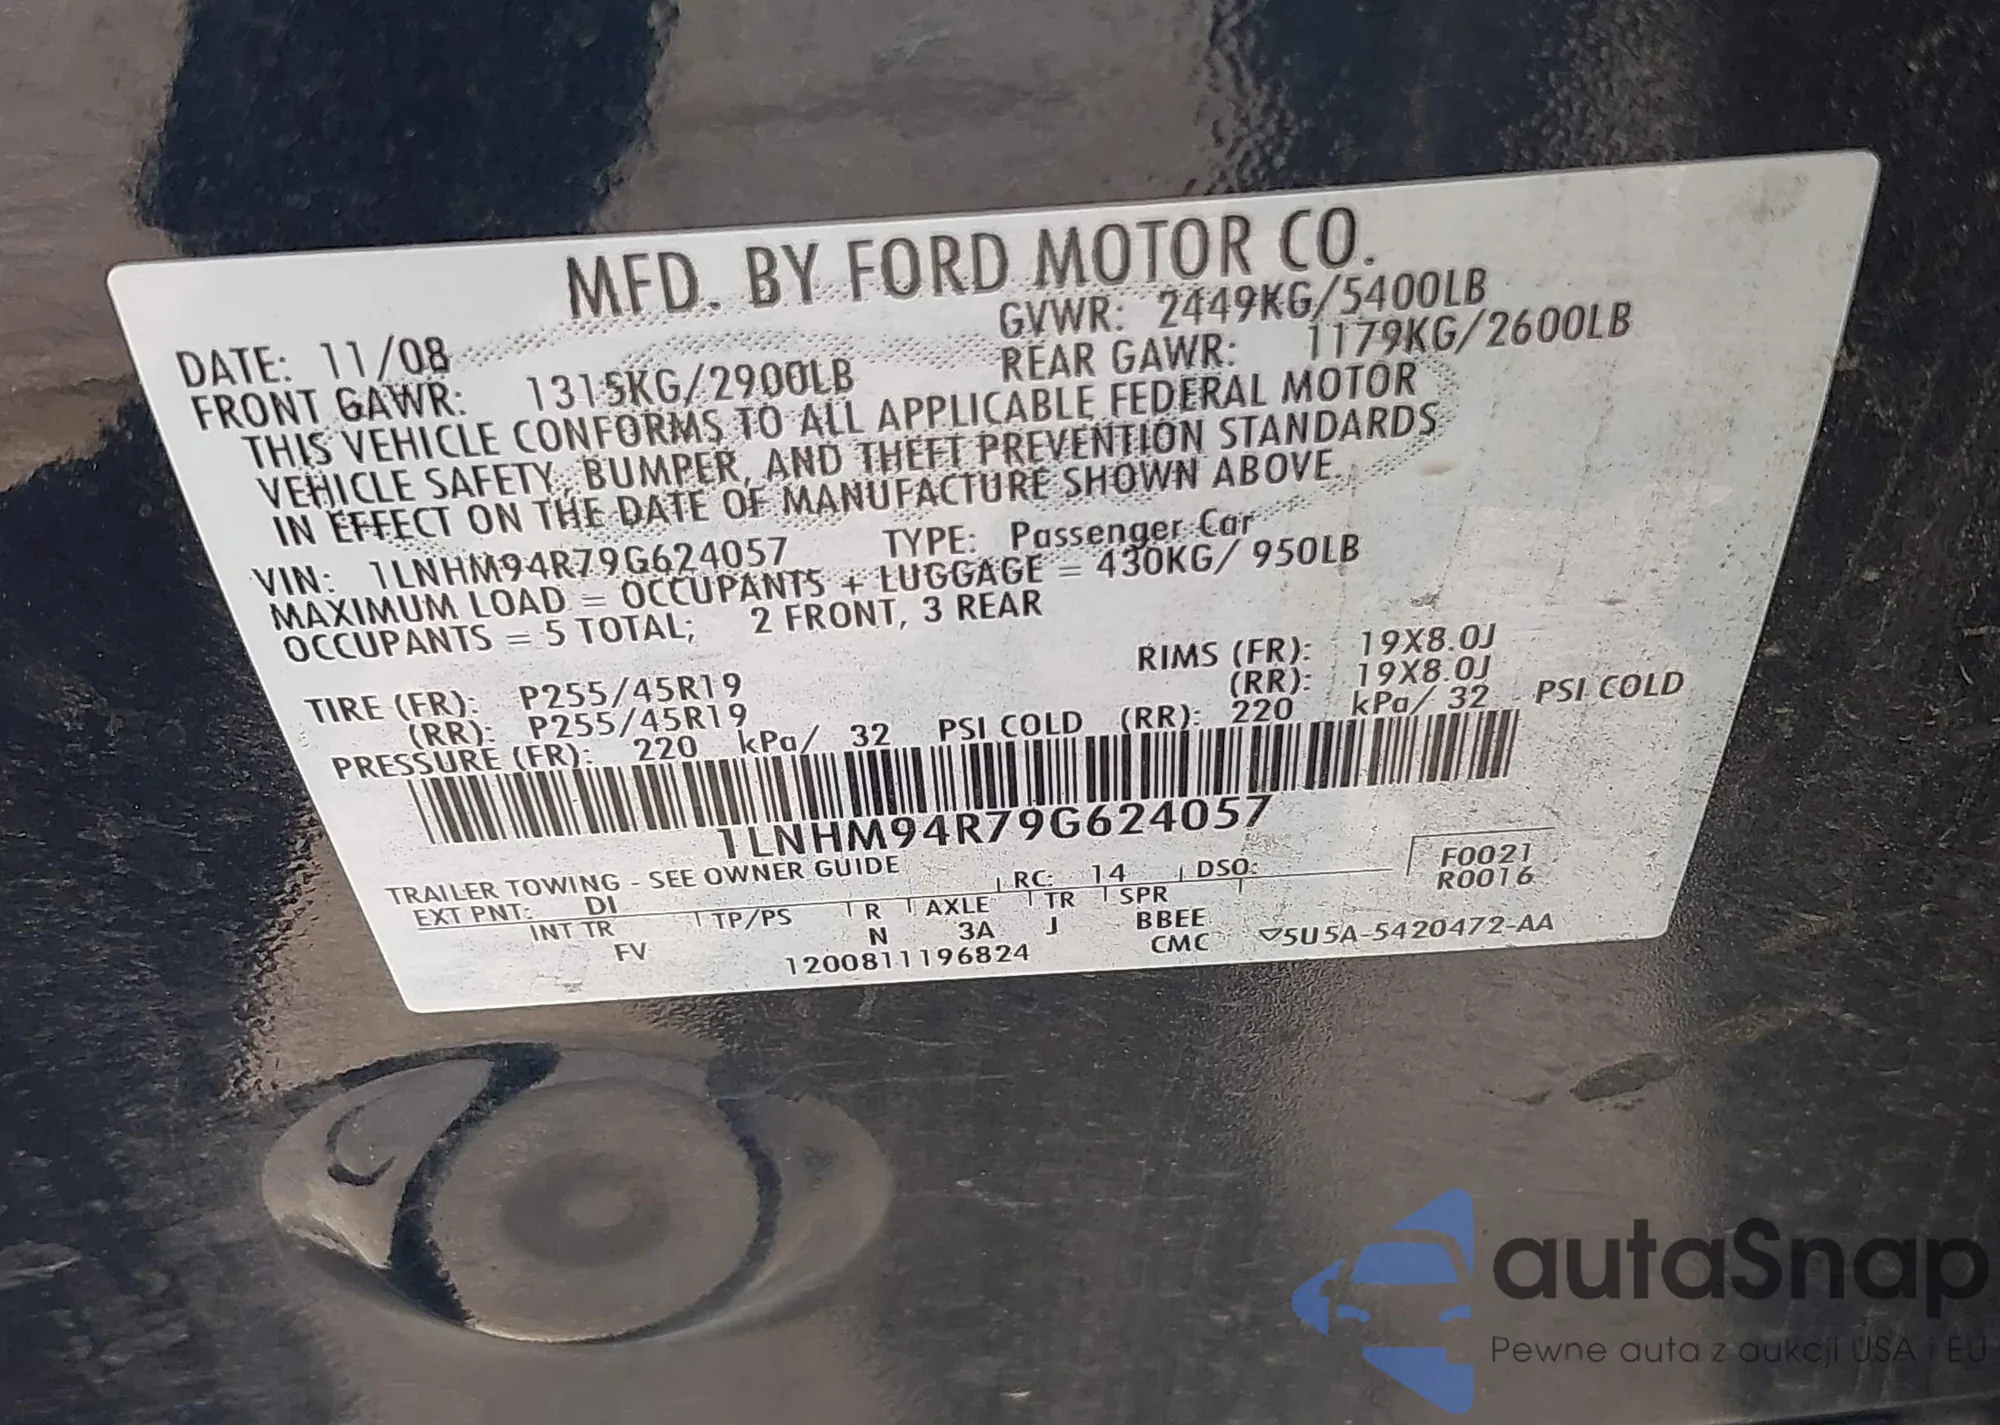 MFD. BY FORD MOTOR CO.
DATE: 11/08 GVWR: 2449KG/5400LB
FRONT GAWR: 1315KG/2900LB REAR GAWR: 1179KG/2600LB
THIS VEHICLE CONFORMS TO ALL APPLICABLE FEDERAL MOTOR
VEHICLE SAFETY, BUMPER, AND THEFT PREVENTION STANDARDS
IN EFFECT ON THE DATE OF MANUFACTURE SHOWN ABOVE.
VIN: 1LNHM94R79G624057 TYPE: Passenger Car
MAXIMUM LOAD = OCCUPANTS + LUGGAGE = 430KG/ 950LB
OCCUPANTS = 5 TOTAL; 2 FRONT, 3 REAR
TIRE (FR): P255/45R19 RIMS (FR): 19X8.0J
(RR): P255/45R19 (RR): 19X8.0J
PRESSURE (FR): 220 kPa/ 32 PSI COLD (RR): 220 kPa/ 32 PSI COLD
1LNHM94R79G624057
TRAILER TOWING - SEE OWNER GUIDE
EXT PNT: DI RC: 14 DSO: F0021
R0016
INT TR TP/PS R AXLE TR SPR
FV N 3A J BBEE
1200811196824 CMC ▽5U5A-5420472-AA
autaSnap
Pewne auta z aukcji USA i EU